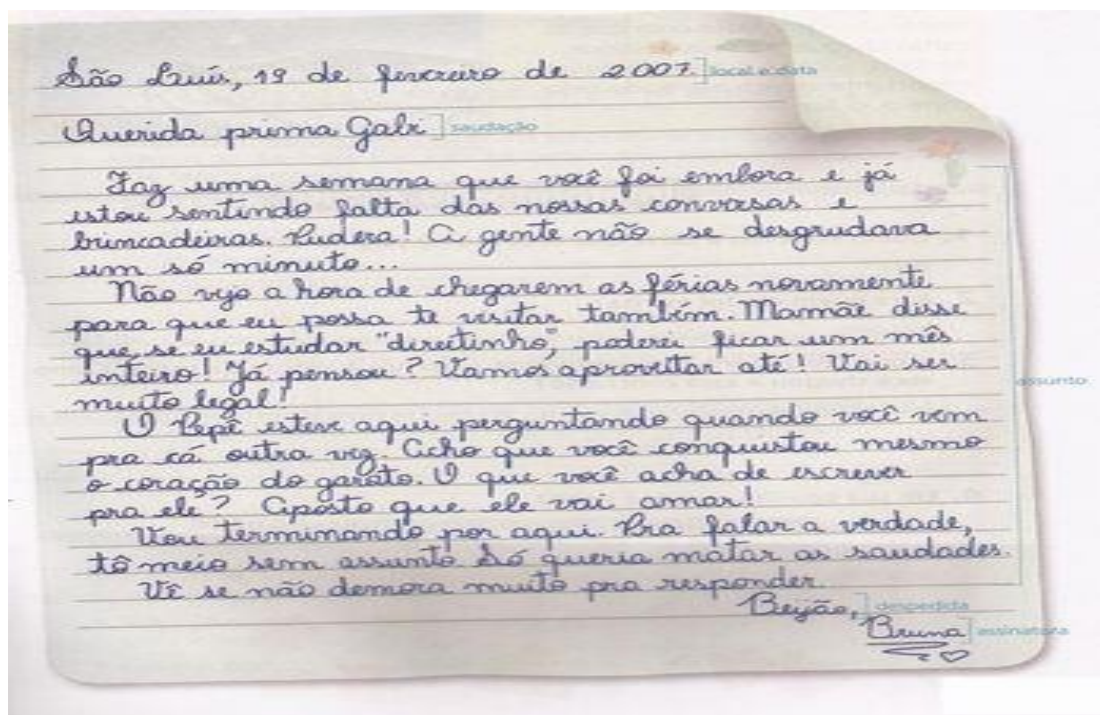 São Luís, 19 de fevereiro de 2007. local e data
Querida prima Gabi saudação
Faz uma semana que você foi embora e já
estou sentindo falta das nossas conversas e
brincadeiras. Pudera! A gente não se desgrudava
um só minuto...
Não vejo a hora de chegarem as férias novamente
para que eu possa te visitar também. Mamãe disse
que, se eu estudar "direitinho", poderei ficar um mês
inteiro! Já pensou? Vamos aproveitar até! Vai ser
muito legal!
assunto
O Pepê esteve aqui perguntando quando você vem
pra cá outra vez. Acho que você conquistou mesmo
o coração do garoto. O que você acha de escrever
pra ele? Aposto que ele vai amar!
Vou terminando por aqui. Pra falar a verdade,
tô meio sem assunto. Só queria matar as saudades.
Vê se não demora muito pra responder.
Beijão, despedida
Bruna assinatura